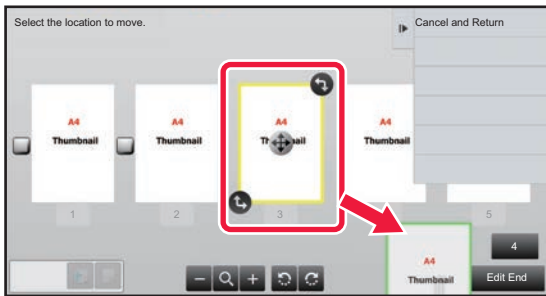 Select the location to move.
Cancel and Return
A4
Thumbnail
A4
Thumbnail
A4
Thumbnail
A4
Thumbnail
1
2
3
5
A4
Thumbnail
4
Edit End